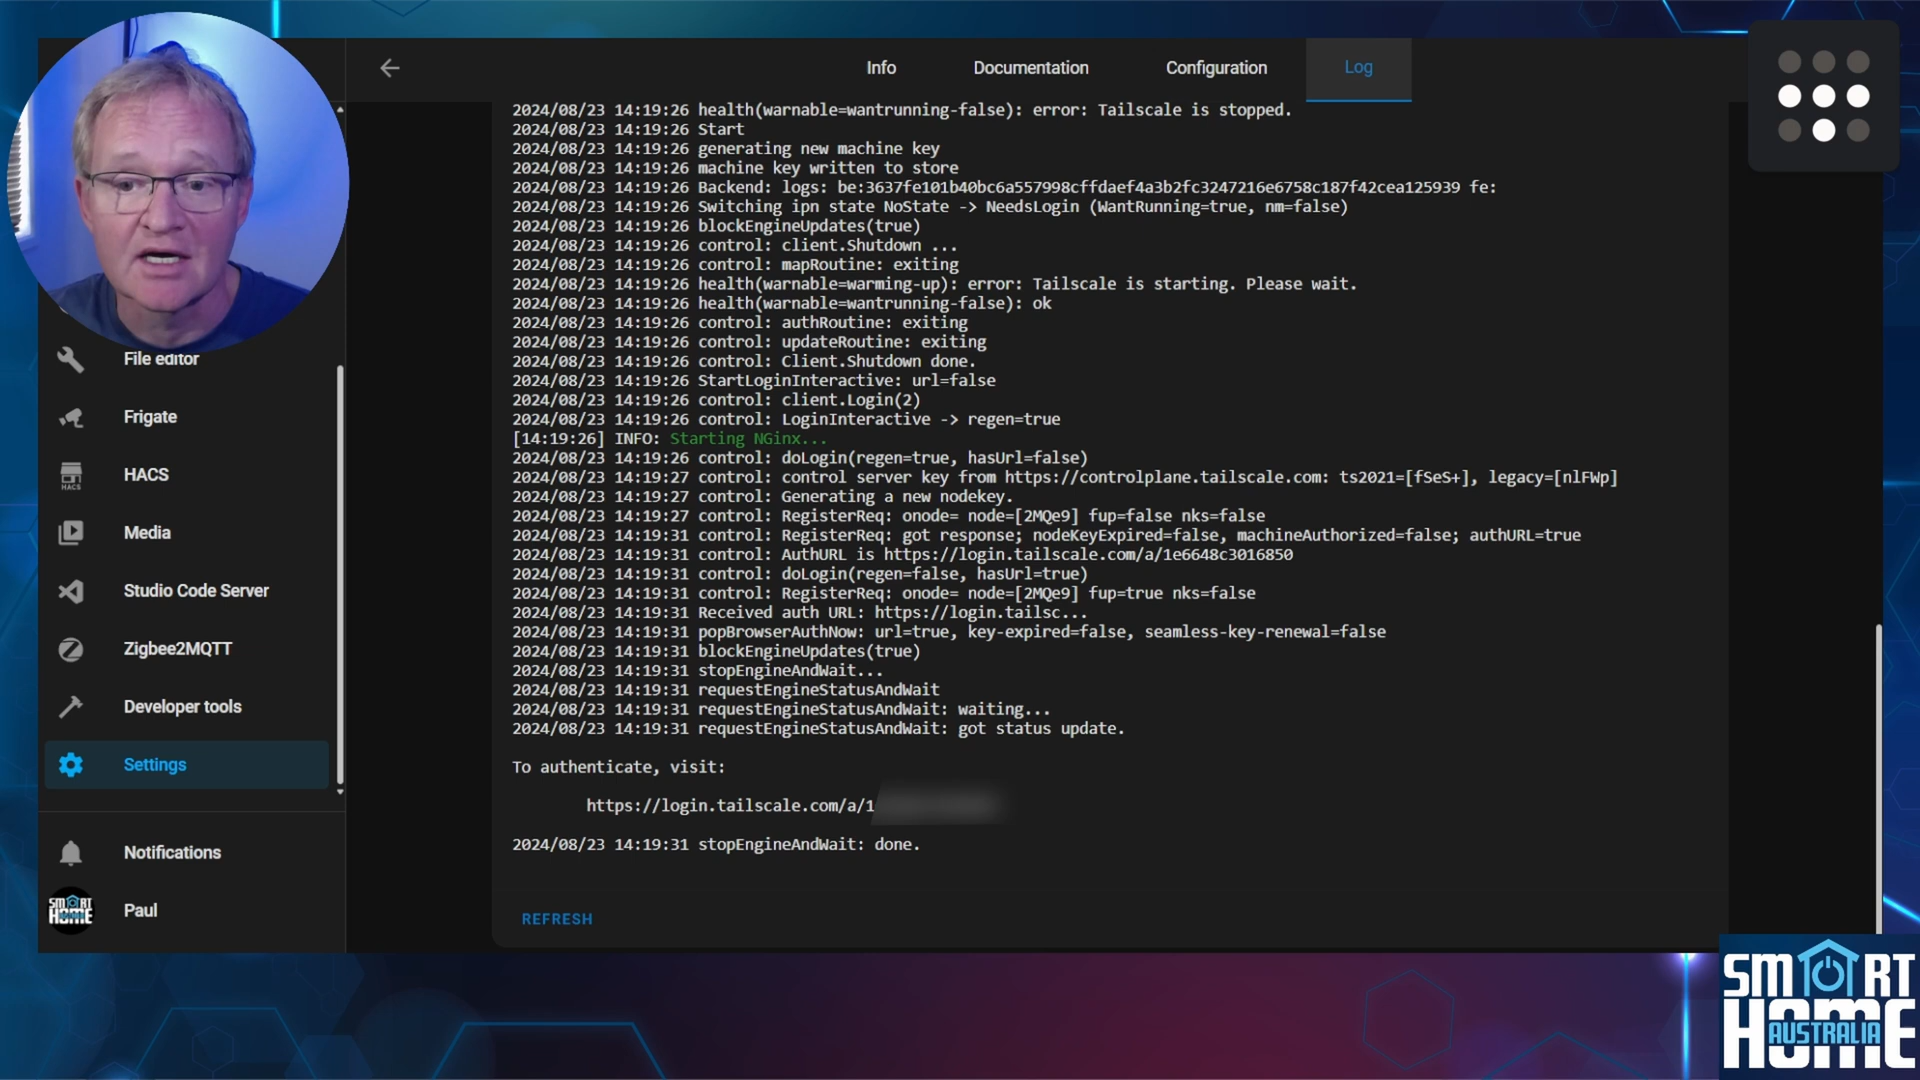 Info
Documentation
Configuration
Log
2024/08/23 14:19:26 health(warnable=wantrunning-false): error: Tailscale is stopped.
2024/08/23 14:19:26 Start
2024/08/23 14:19:26 generating new machine key
2024/08/23 14:19:26 machine key written to store
2024/08/23 14:19:26 Backend: logs: be:3637fe101b40bc6a557998cffdaef4a3b2fc3247216e6758c187f42cea125939 fe:
2024/08/23 14:19:26 Switching ipn state NoState -> NeedsLogin (WantRunning=true, nm=false)
2024/08/23 14:19:26 blockEngineUpdates(true)
2024/08/23 14:19:26 control: client.Shutdown ...
2024/08/23 14:19:26 control: mapRoutine: exiting
2024/08/23 14:19:26 health(warnable=warming-up): error: Tailscale is starting. Please wait.
2024/08/23 14:19:26 health(warnable=wantrunning-false): ok
2024/08/23 14:19:26 control: authRoutine: exiting
2024/08/23 14:19:26 control: updateRoutine: exiting
2024/08/23 14:19:26 control: Client.Shutdown done.
2024/08/23 14:19:26 StartLoginInteractive: url=false
2024/08/23 14:19:26 control: client.Login(2)
2024/08/23 14:19:26 control: LoginInteractive -> regen=true
[14:19:26] INFO: Starting NGinx...
2024/08/23 14:19:26 control: doLogin(regen=true, hasUrl=false)
2024/08/23 14:19:27 control: control server key from https://controlplane.tailscale.com: ts2021=[fSeS+], legacy=[nlFWp]
2024/08/23 14:19:27 control: Generating a new nodekey.
2024/08/23 14:19:27 control: RegisterReq: onode= node=[2MQe9] fup=false nks=false
2024/08/23 14:19:31 control: RegisterReq: got response; nodeKeyExpired=false, machineAuthorized=false; authURL=true
2024/08/23 14:19:31 control: AuthURL is https://login.tailscale.com/a/1e6648c3016850
2024/08/23 14:19:31 control: doLogin(regen=false, hasUrl=true)
2024/08/23 14:19:31 control: RegisterReq: onode= node=[2MQe9] fup=true nks=false
2024/08/23 14:19:31 Received auth URL: https://login.tailsc...
2024/08/23 14:19:31 popBrowserAuthNow: url=true, key-expired=false, seamless-key-renewal=false
2024/08/23 14:19:31 blockEngineUpdates(true)
2024/08/23 14:19:31 stopEngineAndWait...
2024/08/23 14:19:31 requestEngineStatusAndWait
2024/08/23 14:19:31 requestEngineStatusAndWait: waiting...
2024/08/23 14:19:31 requestEngineStatusAndWait: got status update.
To authenticate, visit:
https://login.tailscale.com/a/1
2024/08/23 14:19:31 stopEngineAndWait: done.
REFRESH
File editor
Frigate
HACS
HACS
Media
Studio Code Server
Zigbee2MQTT
Developer tools
Settings
Notifications
SMART
HOME
Paul
SMART
HOME
AUSTRALIA